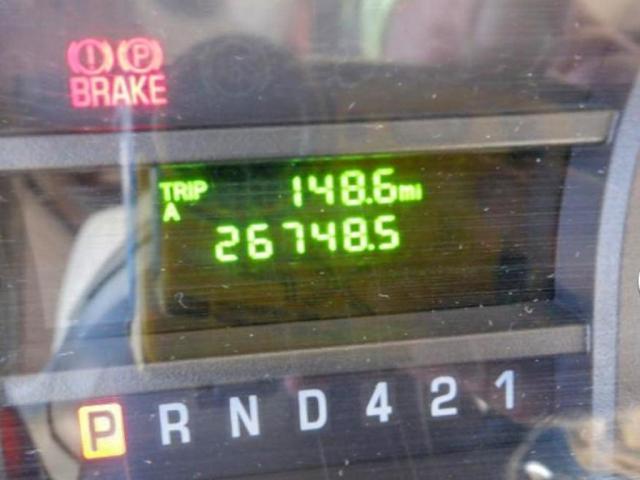 (!) (P)
BRAKE
TRIP A 148.6mi
26748.5
P R N D 4 2 1